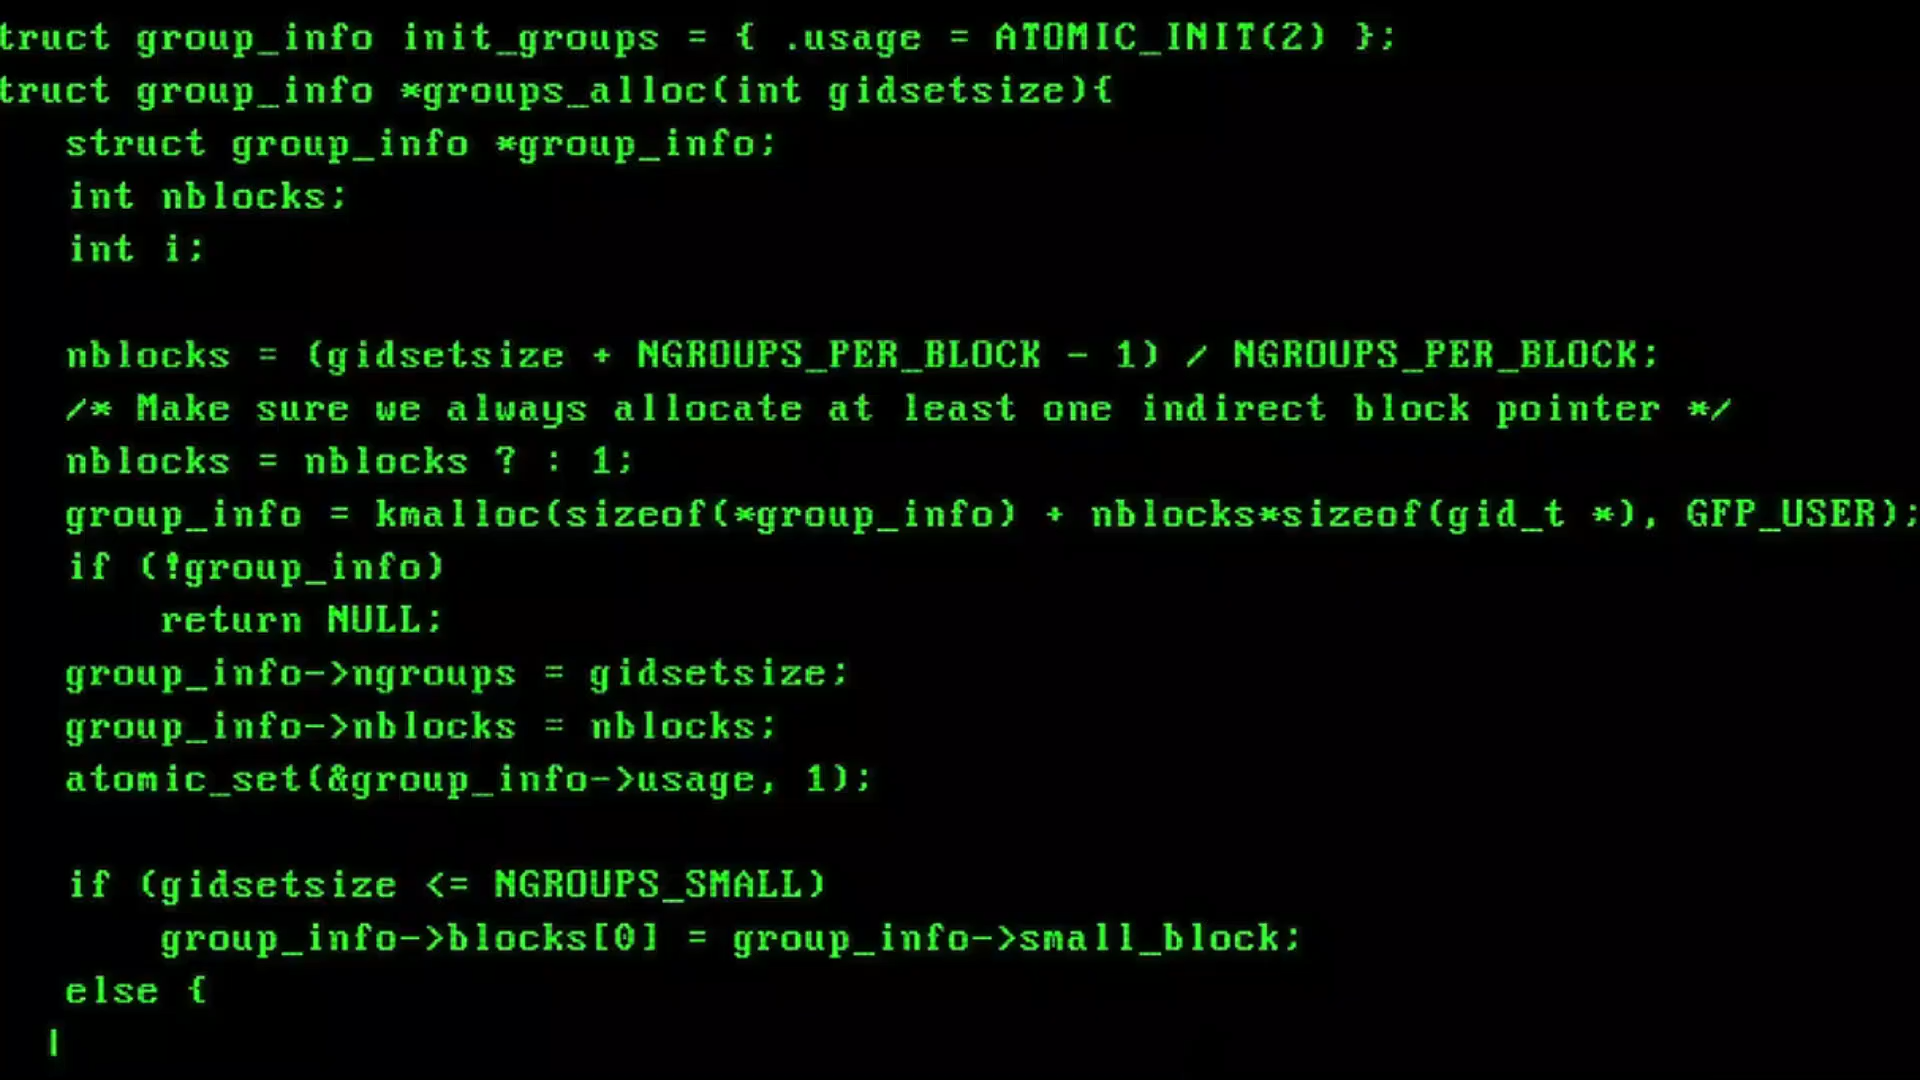 truct group_info init_groups = { .usage = ATOMIC_INIT(2) };
truct group_info *groups_alloc(int gidsetsize){
struct group_info *group_info;
int nblocks;
int i;
nblocks = (gidsetsize + NGROUPS_PER_BLOCK - 1) / NGROUPS_PER_BLOCK;
/* Make sure we always allocate at least one indirect block pointer */
nblocks = nblocks ? : 1;
group_info = kmalloc(sizeof(*group_info) + nblocks*sizeof(gid_t *), GFP_USER);
if (!group_info)
return NULL;
group_info->ngroups = gidsetsize;
group_info->nblocks = nblocks;
atomic_set(&group_info->usage, 1);
if (gidsetsize <= NGROUPS_SMALL)
group_info->blocks[0] = group_info->small_block;
else {
|